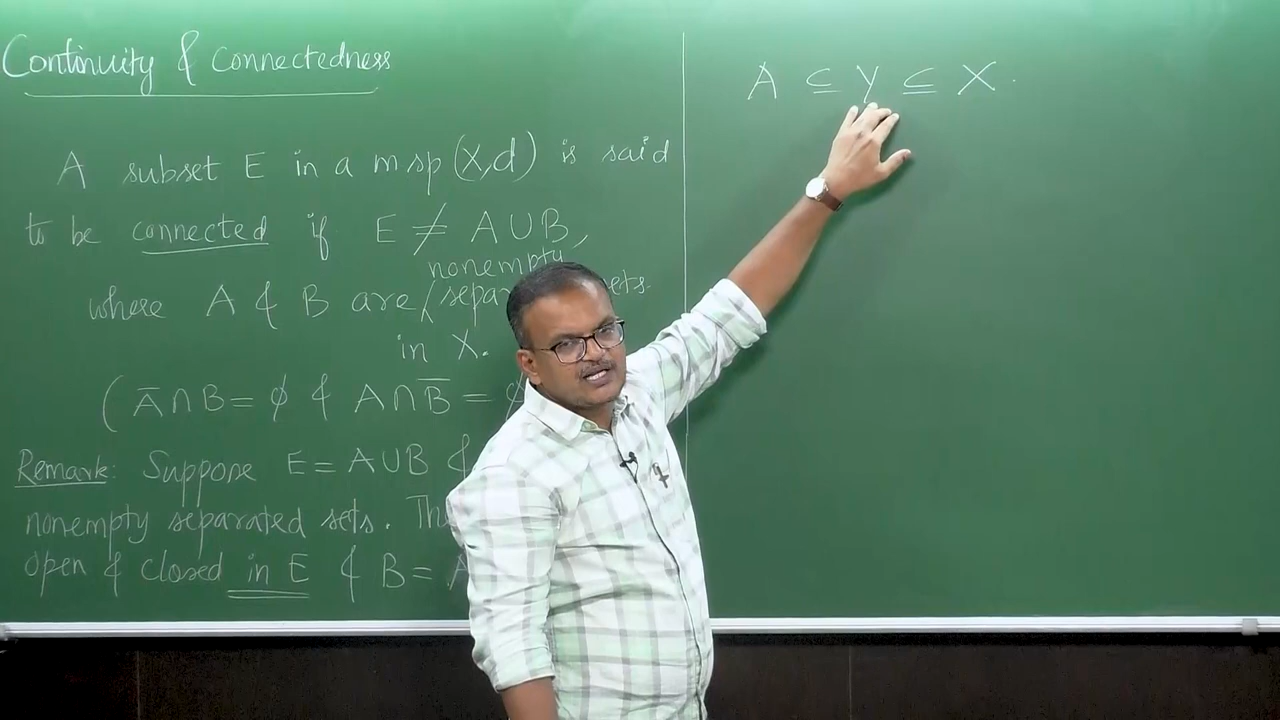 Continuity & Connectedness
A subset E in a m sp (X,d) is said
to be connected if E ≠ A ∪ B,
nonempty
where A & B are / sets
in X.
( A̅ ∩ B = ϕ & A ∩ B̅ = ϕ
Remark: Suppose E = A ∪ B &
nonempty separated sets.
open & closed in E & B =
A ⊆ Y ⊆ X.